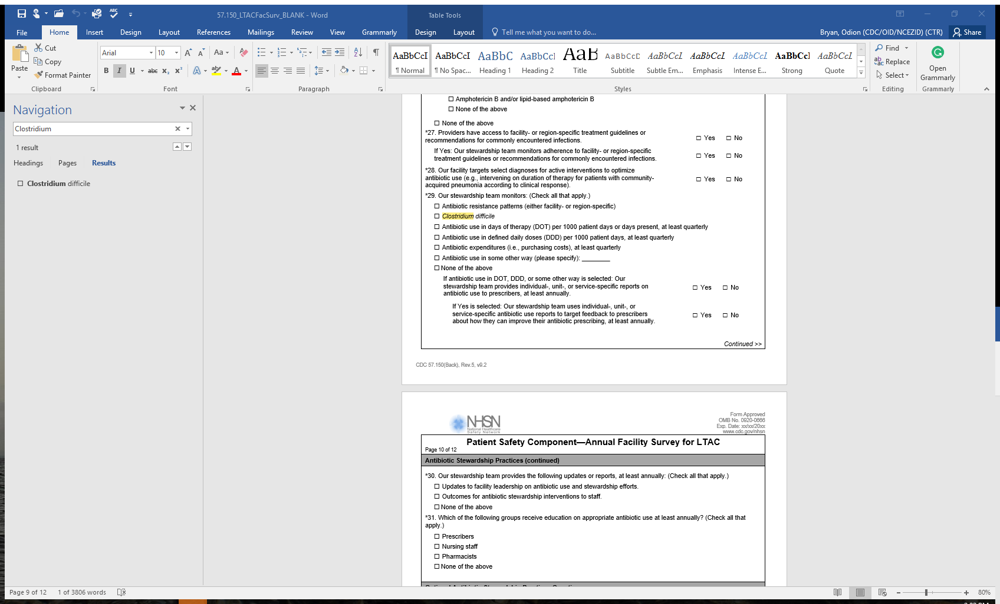 57.150_LTACFacSurv_BLANK - Word
Table Tools
File Home Insert Design Layout References Mailings Review View Grammarly Design Layout Tell me what you want to do... Bryan, Odion (CDC/OID/NCEZID) (CTR) Share
Paste
Cut
Copy
Format Painter
Clipboard
Arial 10
Font
Paragraph
AaBbCcI AaBbCcI AaBbC AaBbCcI AaB AaBbCcD AaBbCcL AaBbCcL AaBbCcL AaBbCcI AaBbCcL
¶ Normal ¶ No Spac... Heading 1 Heading 2 Title Subtitle Subtle Em... Emphasis Intense E... Strong Quote
Styles
Find
Replace
Select
Editing
Open
Grammarly
Grammarly
Navigation
Clostridium
1 result
Headings Pages Results
☐ Clostridium difficile
☐ Amphotericin B and/or lipid-based amphotericin B
☐ None of the above
☐ None of the above
*27. Providers have access to facility- or region-specific treatment guidelines or
recommendations for commonly encountered infections. ☐ Yes ☐ No
If Yes: Our stewardship team monitors adherence to facility- or region-specific
treatment guidelines or recommendations for commonly encountered infections. ☐ Yes ☐ No
*28. Our facility targets select diagnoses for active interventions to optimize
antibiotic use (e.g., intervening on duration of therapy for patients with community-
acquired pneumonia according to clinical response). ☐ Yes ☐ No
*29. Our stewardship team monitors: (Check all that apply.)
☐ Antibiotic resistance patterns (either facility- or region-specific)
☐ Clostridium difficile
☐ Antibiotic use in days of therapy (DOT) per 1000 patient days or days present, at least quarterly
☐ Antibiotic use in defined daily doses (DDD) per 1000 patient days, at least quarterly
☐ Antibiotic expenditures (i.e., purchasing costs), at least quarterly
☐ Antibiotic use in some other way (please specify): ________
☐ None of the above
If antibiotic use in DOT, DDD, or some other way is selected: Our
stewardship team provides individual-, unit-, or service-specific reports on
antibiotic use to prescribers, at least annually. ☐ Yes ☐ No
If Yes is selected: Our stewardship team uses individual-, unit-, or
service-specific antibiotic use reports to target feedback to prescribers
about how they can improve their antibiotic prescribing, at least annually. ☐ Yes ☐ No
Continued >>
CDC 57.150(Back), Rev.5, v9.2
NHSN
National Healthcare
Safety Network
Form Approved
OMB No. 0920-0666
Exp. Date: xx/xx/20xx
www.cdc.gov/nhsn
Patient Safety Component—Annual Facility Survey for LTAC
Page 10 of 12
Antibiotic Stewardship Practices (continued)
*30. Our stewardship team provides the following updates or reports, at least annually: (Check all that apply.)
☐ Updates to facility leadership on antibiotic use and stewardship efforts.
☐ Outcomes for antibiotic stewardship interventions to staff.
☐ None of the above
*31. Which of the following groups receive education on appropriate antibiotic use at least annually? (Check all that
apply.)
☐ Prescribers
☐ Nursing staff
☐ Pharmacists
☐ None of the above
Page 9 of 12 1 of 3806 words 80%